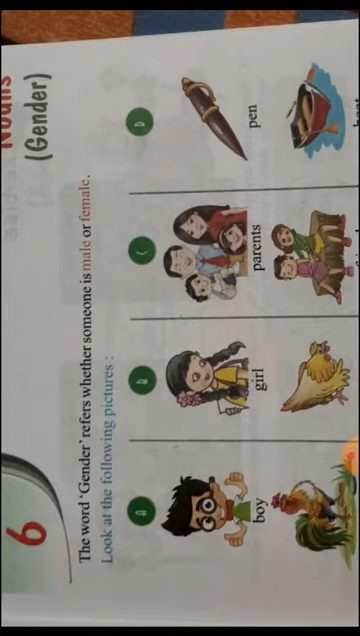 6
Nouns
(Gender)
The word 'Gender' refers whether someone is male or female.
Look at the following pictures :
A B C D
boy girl parents pen